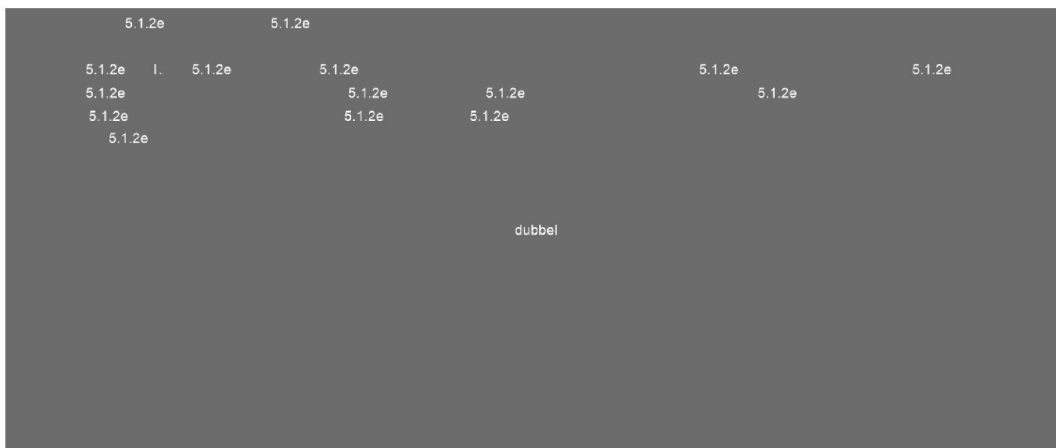 5.1.2e 5.1.2e
5.1.2e I. 5.1.2e 5.1.2e 5.1.2e 5.1.2e
5.1.2e 5.1.2e 5.1.2e 5.1.2e
5.1.2e 5.1.2e 5.1.2e
5.1.2e
dubbel